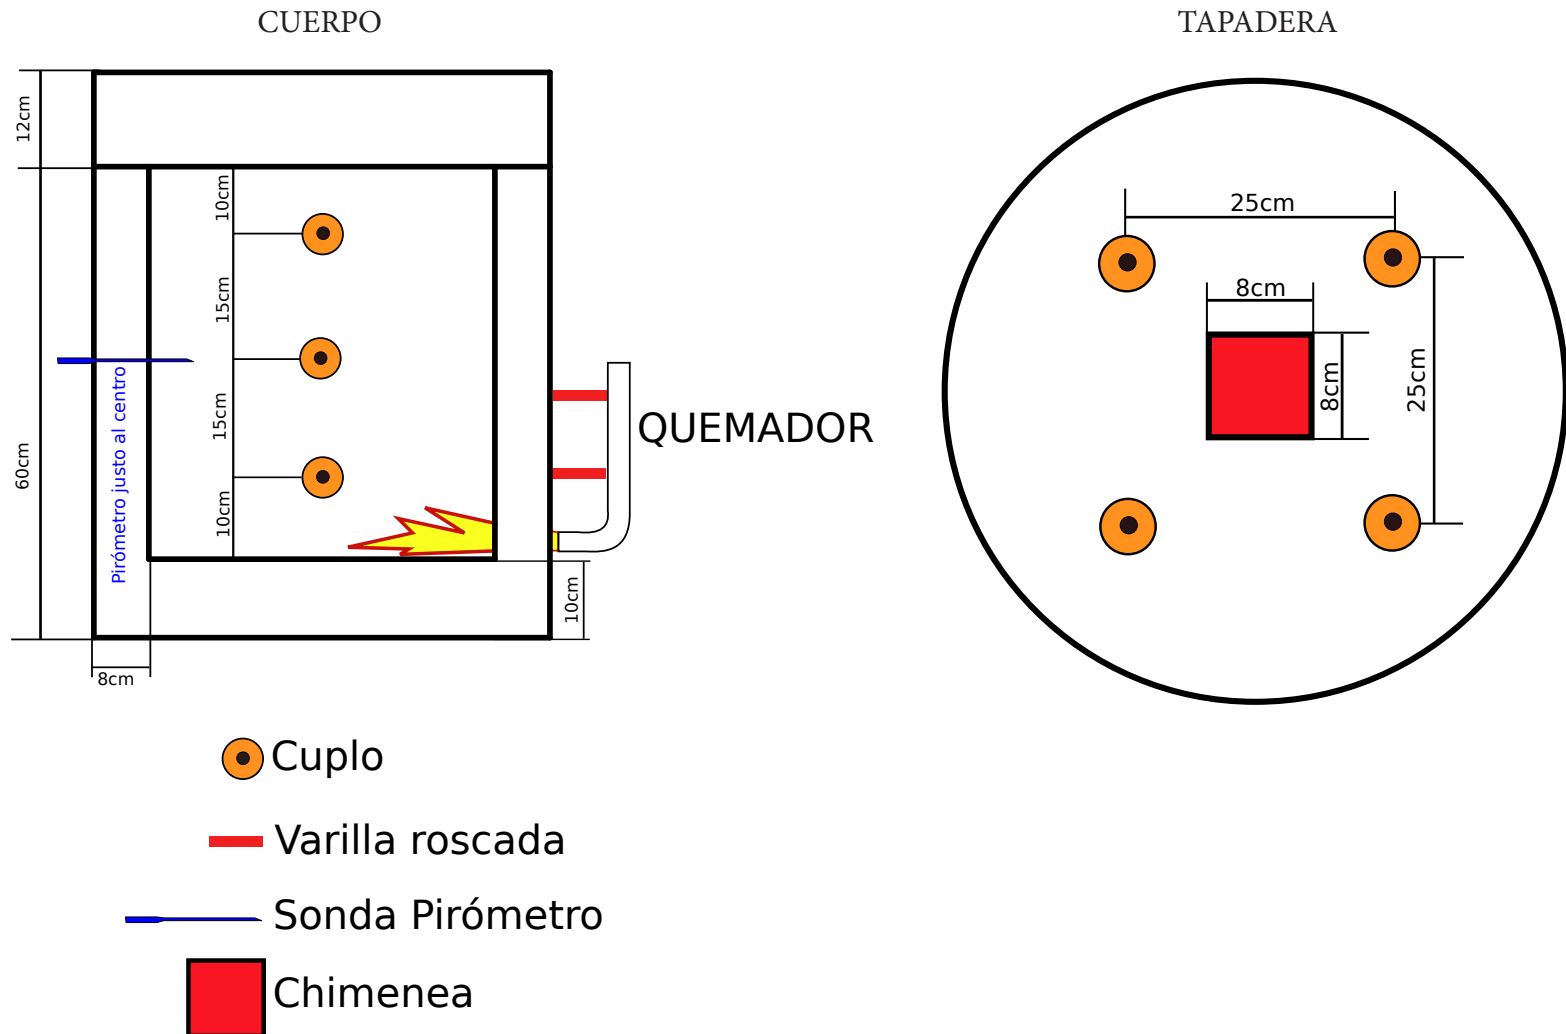 CUERPO
TAPADERA
12cm
60cm
10cm
15cm
15cm
10cm
Pirómetro justo al centro
8cm
10cm
QUEMADOR
25cm
8cm
8cm
25cm
Cuplo
Varilla roscada
Sonda Pirómetro
Chimenea